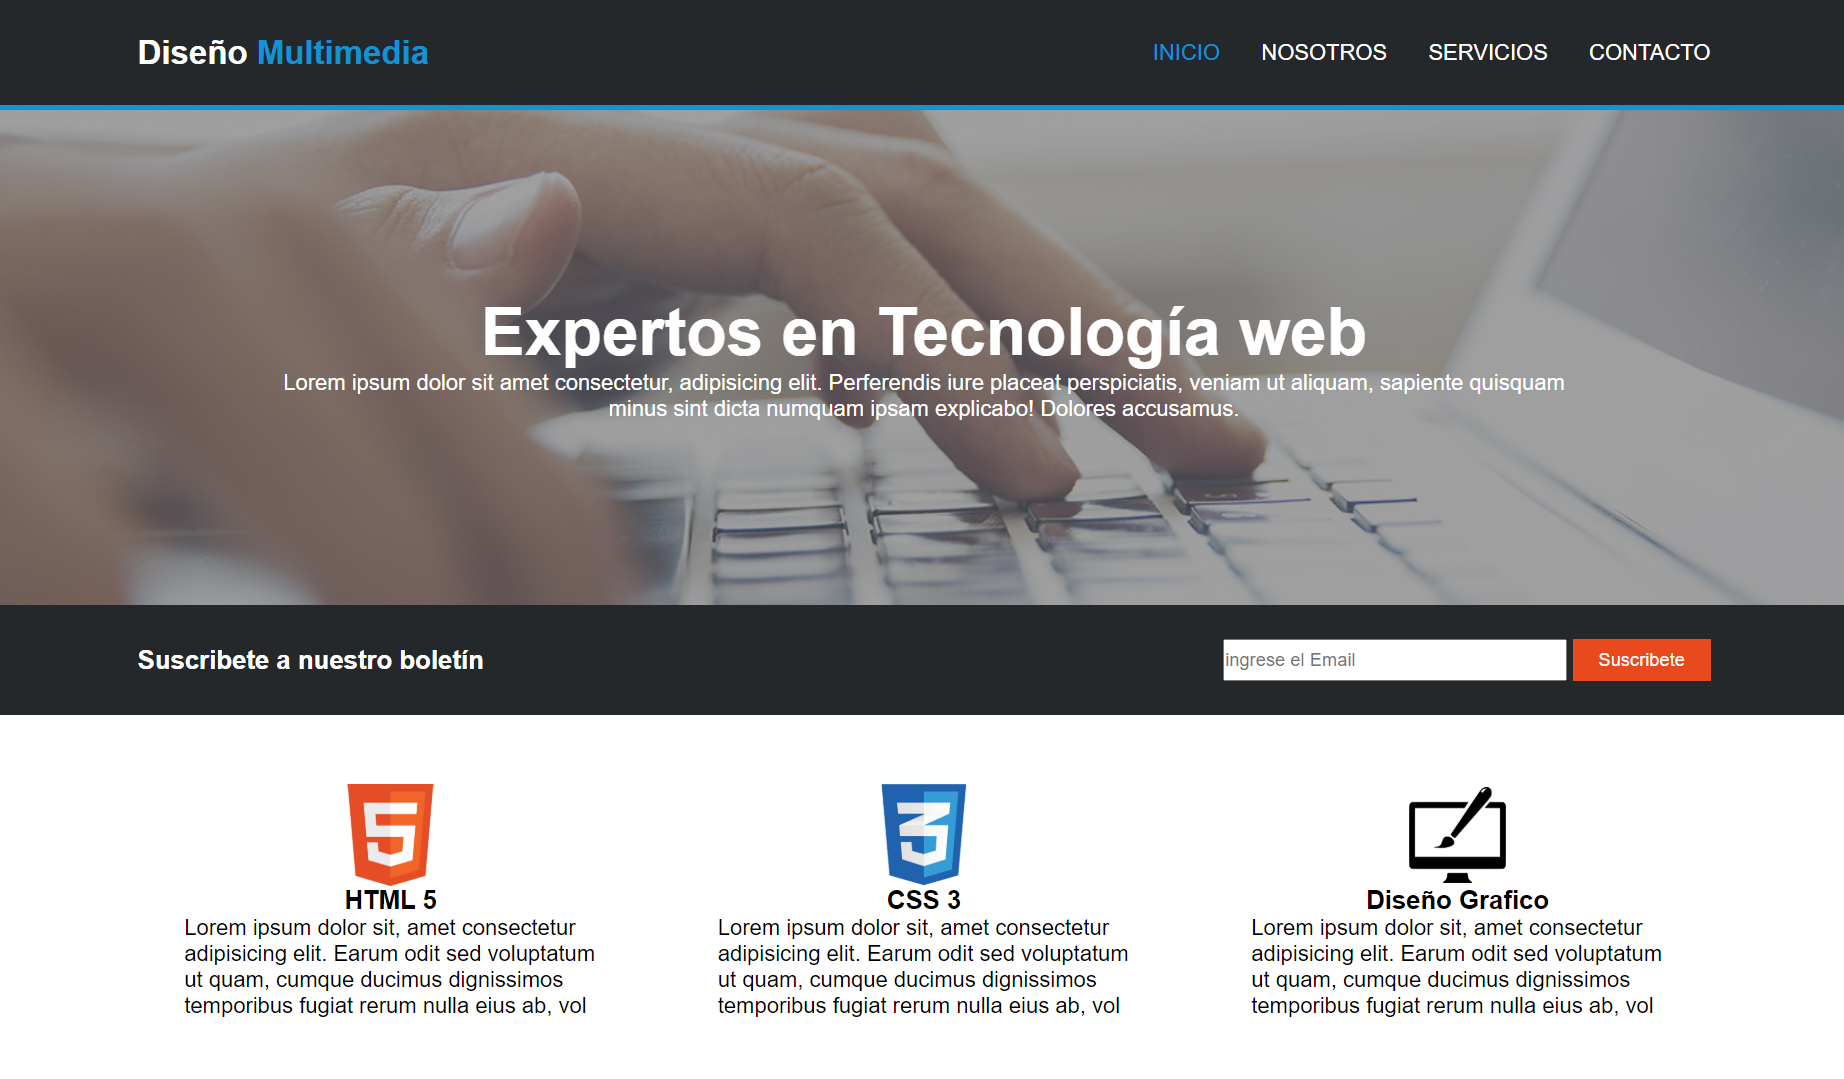 Diseño Multimedia
INICIO NOSOTROS SERVICIOS CONTACTO
Expertos en Tecnología web
Lorem ipsum dolor sit amet consectetur, adipisicing elit. Perferendis iure placeat perspiciatis, veniam ut aliquam, sapiente quisquam
minus sint dicta numquam ipsam explicabo! Dolores accusamus.
Suscribete a nuestro boletín
ingrese el Email
Suscribete
HTML 5
Lorem ipsum dolor sit, amet consectetur
adipisicing elit. Earum odit sed voluptatum
ut quam, cumque ducimus dignissimos
temporibus fugiat rerum nulla eius ab, vol
CSS 3
Lorem ipsum dolor sit, amet consectetur
adipisicing elit. Earum odit sed voluptatum
ut quam, cumque ducimus dignissimos
temporibus fugiat rerum nulla eius ab, vol
Diseño Grafico
Lorem ipsum dolor sit, amet consectetur
adipisicing elit. Earum odit sed voluptatum
ut quam, cumque ducimus dignissimos
temporibus fugiat rerum nulla eius ab, vol